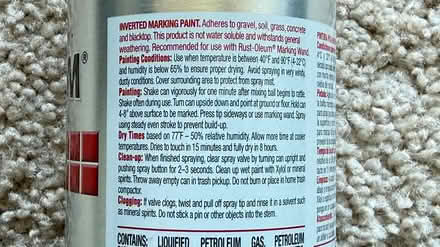 INVERTED MARKING PAINT. Adheres to gravel, soil, grass, concrete
and blacktop. This product is not water soluble and withstands general
weathering. Recommended for use with Rust-Oleum® Marking Wand.
Painting Conditions: Use when temperature is between 40°F and 90°F (4-32°C)
and humidity is below 65% to ensure proper drying. Avoid spraying in very windy,
dusty conditions. Cover surrounding area to protect from spray mist.
Painting: Shake can vigorously for one minute after mixing ball begins to rattle.
Shake often during use. Turn can upside down and point at ground or floor. Hold can
4-8" above surface to be marked. Press tip sideways or use marking wand. Spray
using steady even stroke to prevent build-up.
Dry Times based on 77°F – 50% relative humidity. Allow more time at cooler
temperatures. Dries to touch in 15 minutes and fully dry in 8 hours.
Clean-up: When finished spraying, clear spray valve by turning can upright and
pushing spray button for 2–3 seconds. Clean up wet paint with Xylol or mineral
spirits. Throw away empty can in trash pickup. Do not burn or place in home trash
compactor.
Clogging: If valve clogs, twist and pull off spray tip and rinse it in a solvent such
as mineral spirits. Do not stick a pin or other objects into the stem.
CONTAINS: LIQUEFIED PETROLEUM GAS, PETROLEUM
M
®